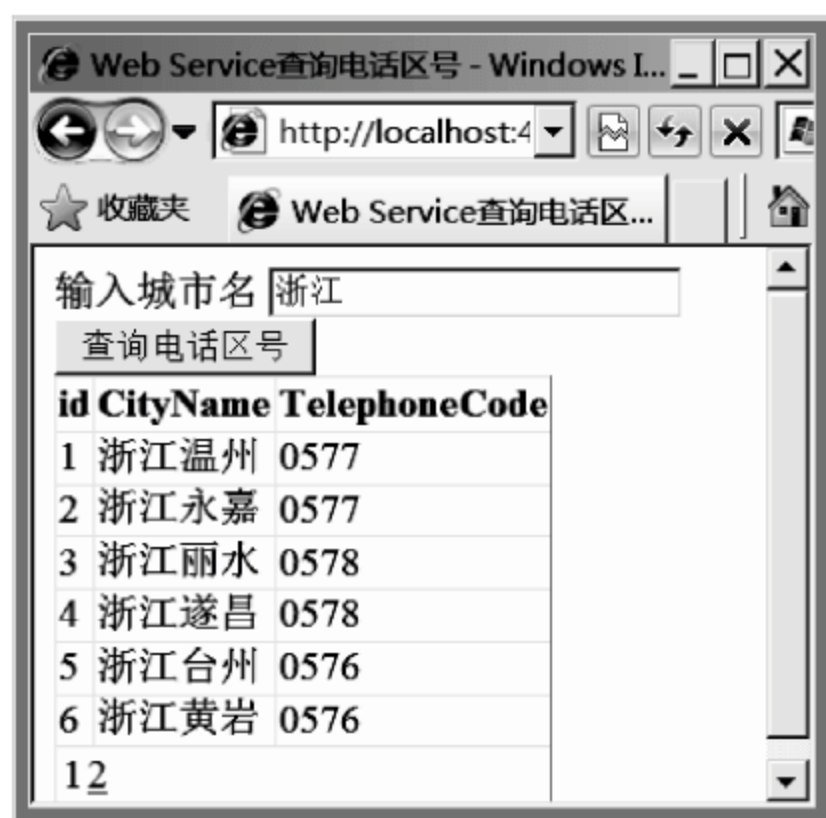 Web Service查询电话区号 - Windows I...
http://localhost:4
收藏夹
Web Service查询电话区...
输入城市名 浙江
查询电话区号
id CityName TelephoneCode
1 浙江温州 0577
2 浙江永嘉 0577
3 浙江丽水 0578
4 浙江遂昌 0578
5 浙江台州 0576
6 浙江黄岩 0576
1 2